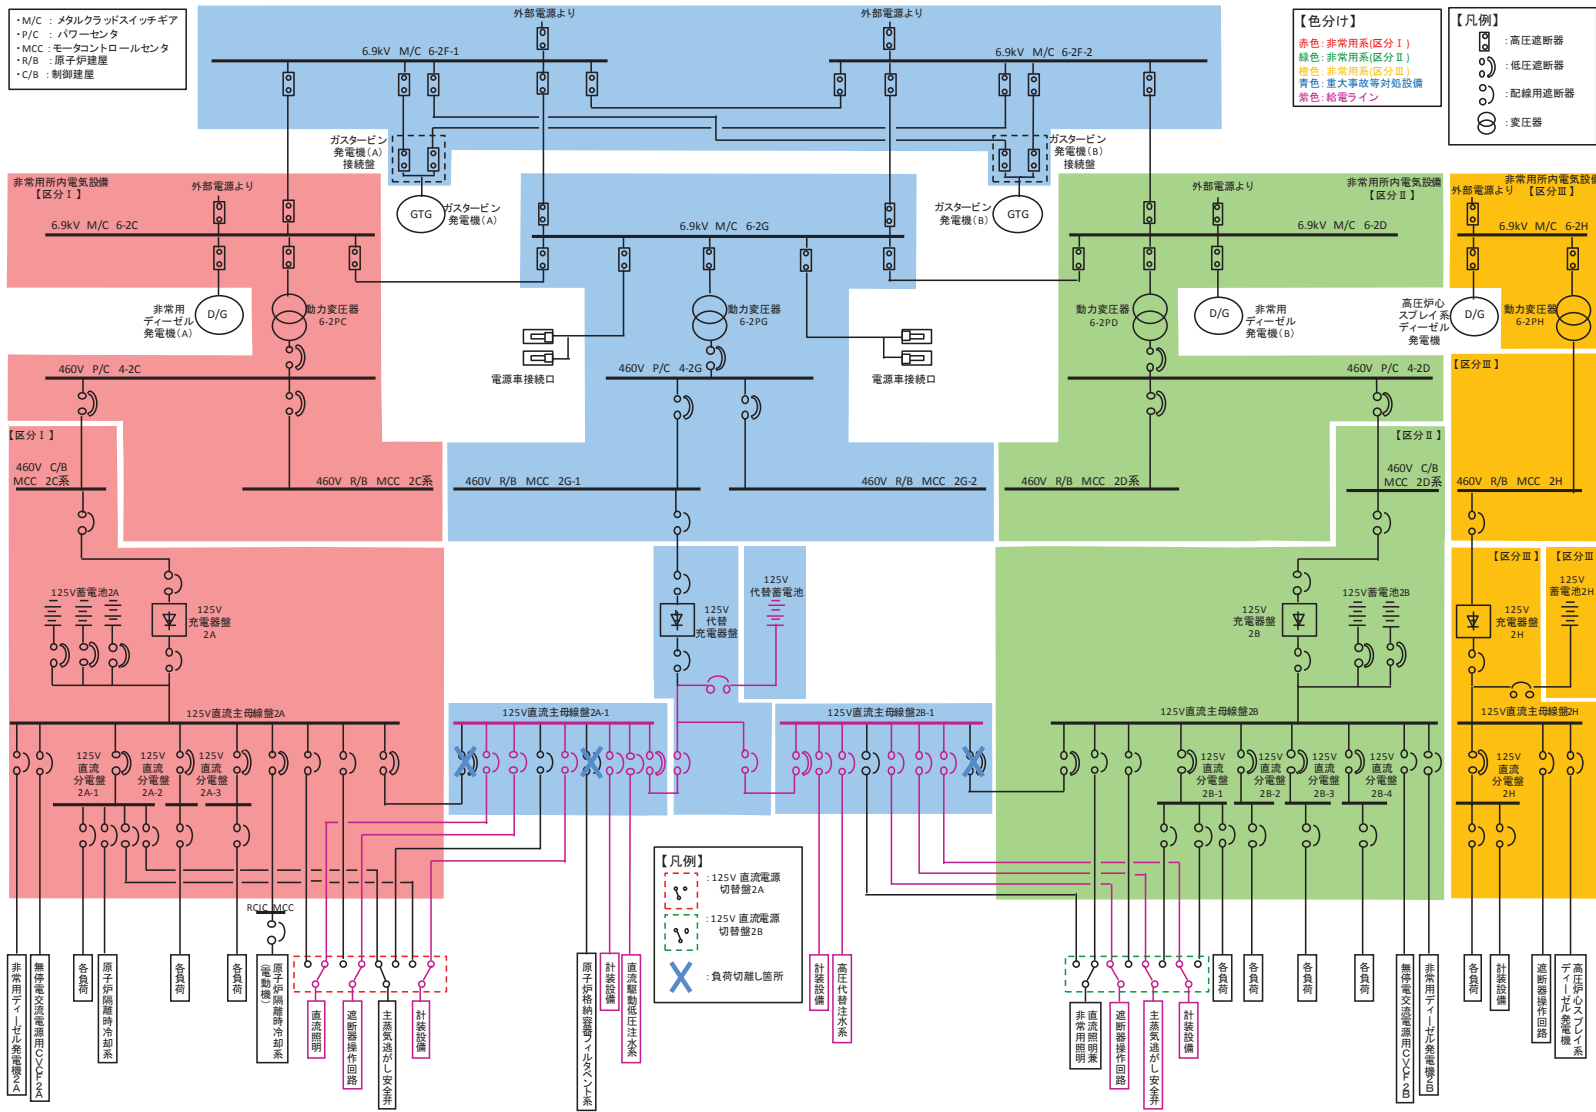 ・M/C : メタルクラッドスイッチギア
・P/C : パワーセンタ
・MCC : モータコントロールセンタ
・R/B : 原子炉建屋
・C/B : 制御建屋
外部電源より
外部電源より
6.9kV M/C 6-2F-1
6.9kV M/C 6-2F-2
【色分け】
赤色: 非常用系(区分Ⅰ)
緑色: 非常用系(区分Ⅱ)
橙色: 非常用系(区分Ⅲ)
青色: 重大事故等対処設備
紫色: 給電ライン
【凡例】
: 高圧遮断器
: 低圧遮断器
: 配線用遮断器
: 変圧器
ガスタービン
発電機(A)
接続盤
ガスタービン
発電機(B)
接続盤
GTG
ガスタービン
発電機(A)
ガスタービン
発電機(B)
GTG
非常用所内電気設備
【区分Ⅰ】
外部電源より
6.9kV M/C 6-2C
6.9kV M/C 6-2G
外部電源より
非常用所内電気設備
【区分Ⅱ】
6.9kV M/C 6-2D
非常用所内電気設備
外部電源より
【区分Ⅲ】
6.9kV M/C 6-2H
非常用
ディーゼル
発電機(A)
D/G
動力変圧器
6-2PC
動力変圧器
6-2PG
動力変圧器
6-2PD
D/G
非常用
ディーゼル
発電機(B)
高圧炉心
スプレイ系
ディーゼル
発電機
D/G
動力変圧器
6-2PH
電源車接続口
電源車接続口
460V P/C 4-2C
460V P/C 4-2G
460V P/C 4-2D
【区分Ⅲ】
【区分Ⅰ】
【区分Ⅱ】
460V C/B
MCC 2C系
460V R/B MCC 2C系
460V R/B MCC 2G-1
460V R/B MCC 2G-2
460V R/B MCC 2D系
460V C/B
MCC 2D系
460V R/B MCC 2H
125V蓄電池2A
125V
充電器盤
2A
125V
代替
充電器盤
125V
代替蓄電池
125V
充電器盤
2B
125V蓄電池2B
【区分Ⅲ】
125V
充電器盤
2H
【区分Ⅲ
125V
蓄電池2H
125V直流主母線盤2A
125V直流主母線盤2A-1
125V直流主母線盤2B-1
125V直流主母線盤2B
125V直流主母線盤2H
125V
直流
分電盤
2A-1
125V
直流
分電盤
2A-2
125V
直流
分電盤
2A-3
125V
直流
分電盤
2B-1
125V
直流
分電盤
2B-2
125V
直流
分電盤
2B-3
125V
直流
分電盤
2B-4
125V
直流
分電盤
2H
【凡例】
: 125V 直流電源
切替盤2A
: 125V 直流電源
切替盤2B
: 負荷切離し箇所
RCIC MCC
非常用ディーゼル発電機2A
無停電交流電源用CVCF2A
各負荷
原子炉隔離時冷却系
各負荷
各負荷
原子炉隔離時冷却系
(電動機)
直流照明
遮断器操作回路
主蒸気逃がし安全弁
計装設備
原子炉格納容器フィルタベント系
計装設備
直流駆動低圧注水系
計装設備
高圧代替注水系
直流照明兼
非常用照明
遮断器操作回路
主蒸気逃がし安全弁
計装設備
各負荷
各負荷
各負荷
各負荷
無停電交流電源用CVCF2B
非常用ディーゼル発電機2B
各負荷
計装設備
遮断器操作回路
高圧炉心スプレイ系
ディーゼル発電機